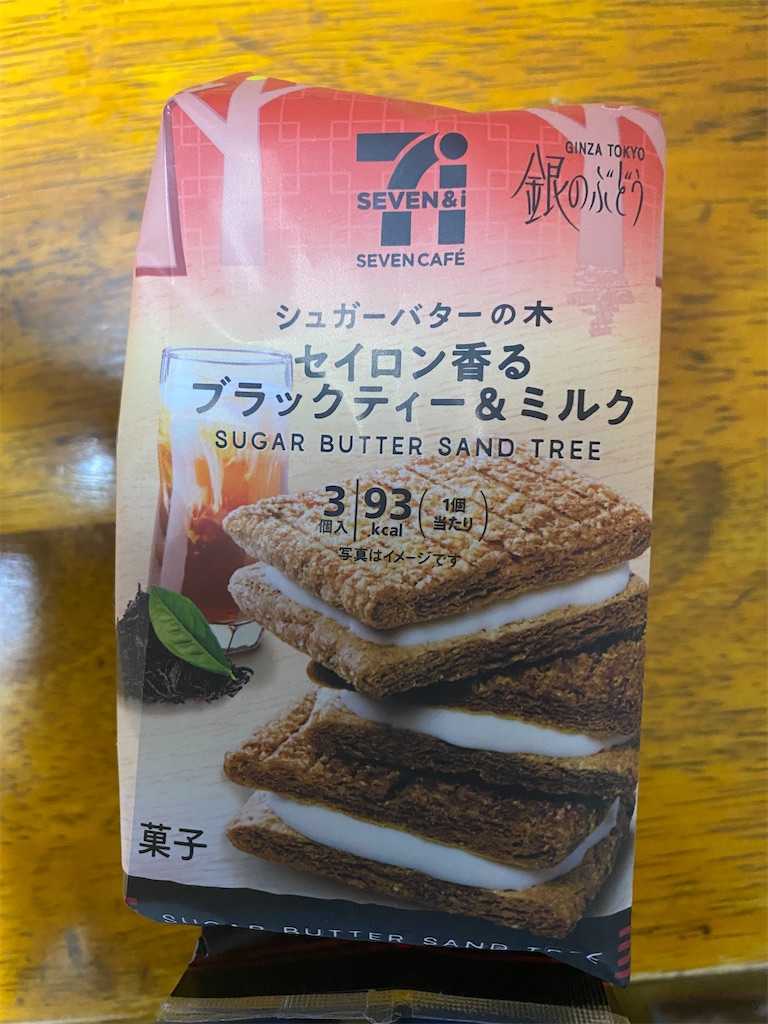 GINZA TOKYO
銀のぶどう
7i
SEVEN&i
SEVEN CAFÉ
シュガーバターの木
セイロン香る
ブラックティー&ミルク
SUGAR BUTTER SAND TREE
3個入
93kcal
(1個当たり)
写真はイメージです
菓子
SUGAR BUTTER SAND TREE